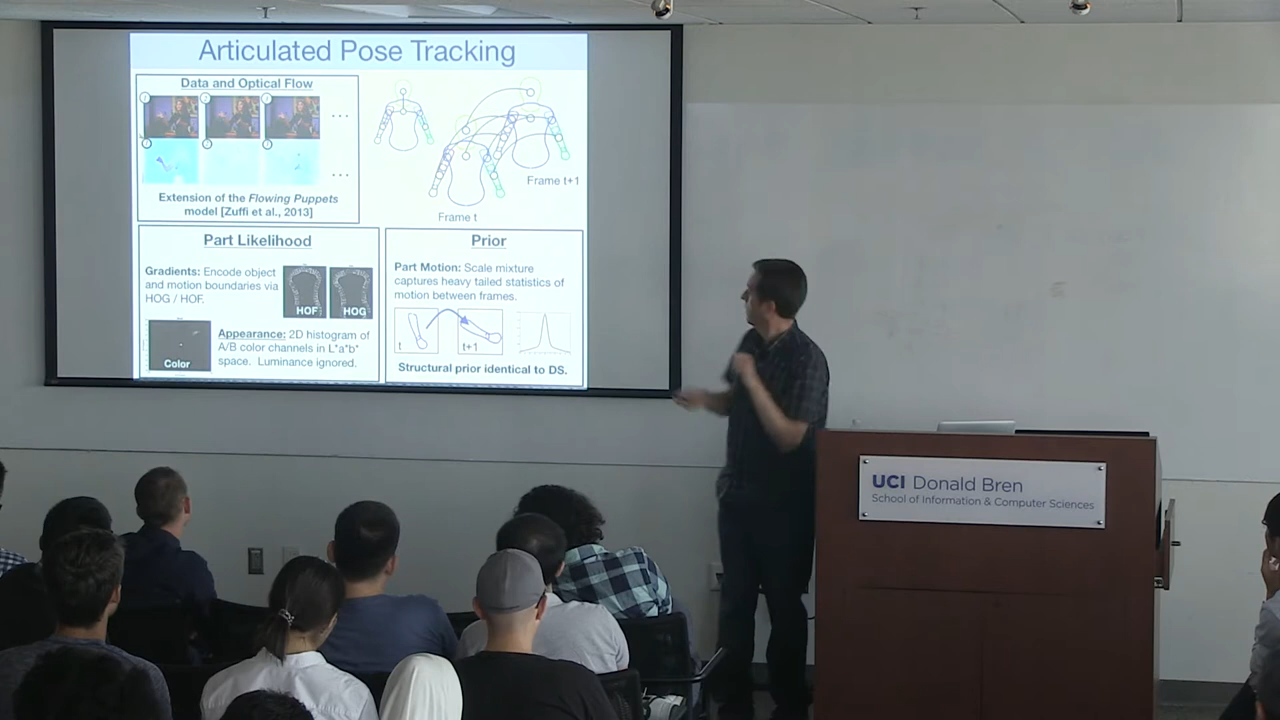 Articulated Pose Tracking
Data and Optical Flow
Extension of the Flowing Puppets
model [Zuffi et al., 2013]
Frame t+1
Frame t
Part Likelihood
Gradients: Encode object
and motion boundaries via
HOG / HOF.
HOF
HOG
Color
Appearance: 2D histogram of
A/B color channels in L*a*b*
space. Luminance ignored.
Prior
Part Motion: Scale mixture
captures heavy tailed statistics of
motion between frames.
t
t+1
Structural prior identical to DS.
UCI Donald Bren
School of Information & Computer Sciences